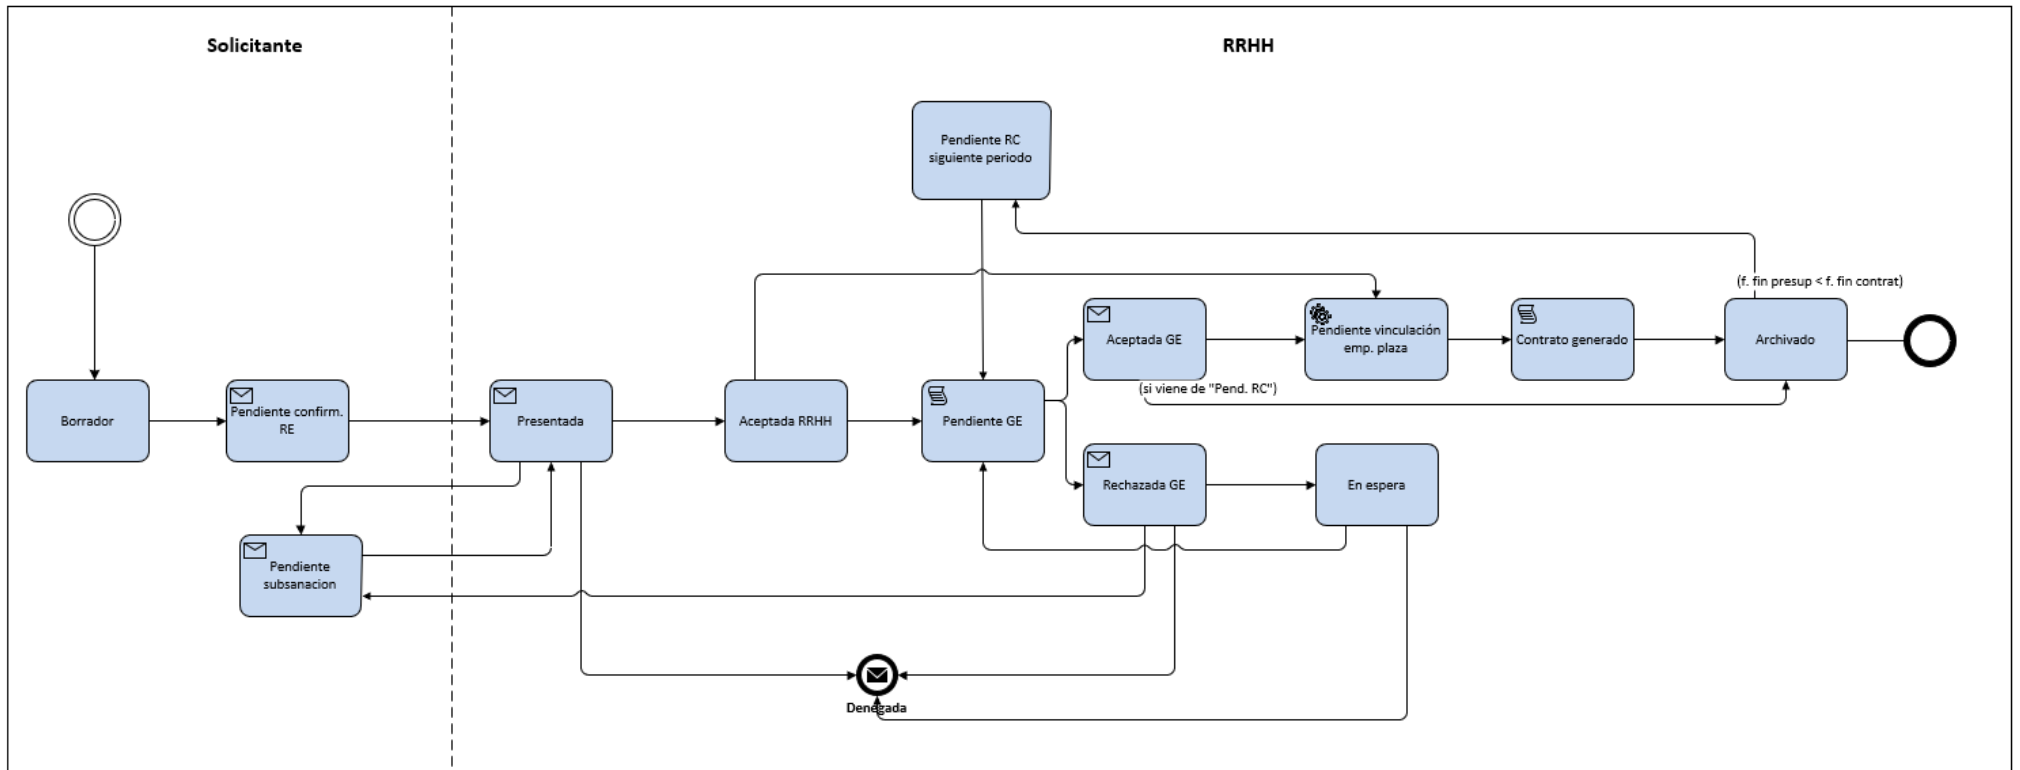 Solicitante
RRHH
Pendiente RC
siguiente periodo
(f. fin presup < f. fin contrat)
Aceptada GE
Pendiente vinculación
emp. plaza
Contrato generado
Archivado
(si viene de "Pend. RC")
Borrador
Pendiente confirm.
RE
Presentada
Aceptada RRHH
Pendiente GE
Rechazada GE
En espera
Pendiente
subsanacion
Denegada